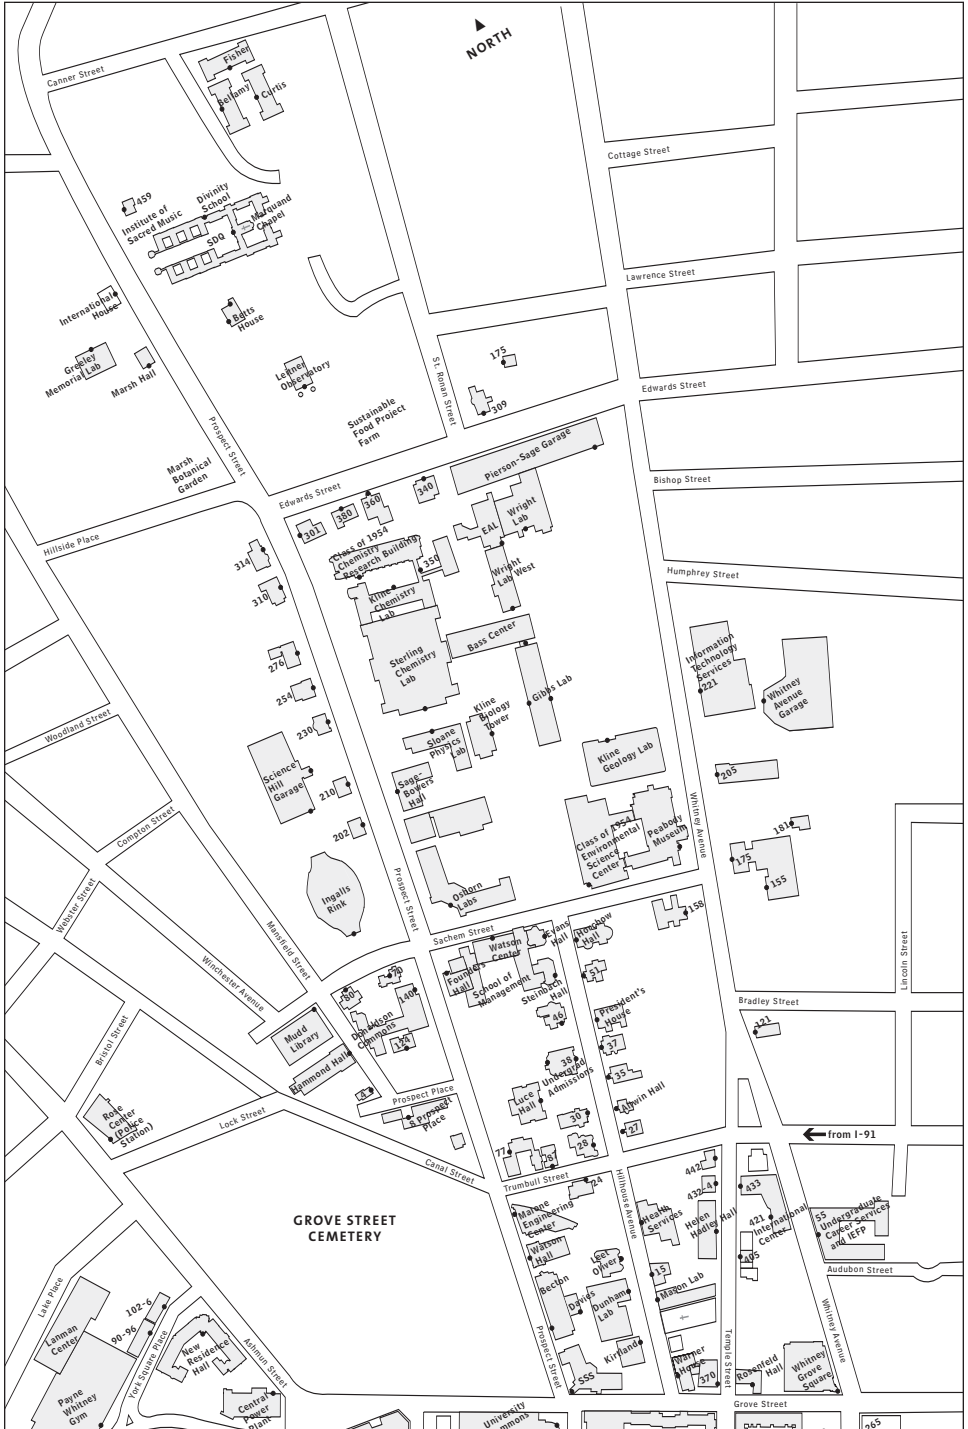 NORTH
Canner Street
Fisher
Bellamy
Curtis
Cottage Street
459
Institute of
Sacred Music
Divinity
School
Marquand
Chapel
SDQ
Lawrence Street
International
House
Betts
House
Greeley
Memorial Lab
Marsh Hall
Leitner
Observatory
175
St. Ronan Street
309
Edwards Street
Sustainable
Food Project
Farm
Prospect Street
Marsh
Botanical
Garden
Pierson-Sage Garage
Bishop Street
Edwards Street
340
360
380
301
Wright
Lab
EAL
Hillside Place
Class of 1954
Chemistry
Research Building
350
314
310
Wright
Lab West
Humphrey Street
Kline
Chemistry
Lab
Bass Center
Sterling
Chemistry
Lab
276
254
230
Information
Technology
Services
221
Whitney
Avenue
Garage
Gibbs Lab
Kline
Biology
Tower
Sloane
Physics
Lab
Woodland Street
Science
Hill
Garage
210
202
Sage-
Bowers
Hall
Kline
Geology Lab
205
Whitney Avenue
Class of 1954
Environmental
Science
Center
Peabody
Museum
181
175
155
Compton Street
Webster Street
Ingalls
Rink
Prospect Street
Osborn
Labs
158
Mansfield Street
Sachem Street
Evans
Hall
Horchow
Hall
Watson
Center
Founders
Hall
School of
Management
Steinbach
Hall
51
Lincoln Street
Winchester Avenue
70
80
140
46
President's
House
Bradley Street
121
Bristol Street
Mudd
Library
Donaldson
Commons
124
37
38
Undergrad
Admissions
35
Hammond Hall
4
Prospect Place
8 Prospect
Place
Luce
Hall
Allwin Hall
Rose
Center
(Police
Station)
Lock Street
30
27
28
from I-91
77
87
Canal Street
Trumbull Street
24
Hillhouse Avenue
442
432-4
433
GROVE STREET
CEMETERY
Malone
Engineering
Center
Health
Services
Helen
Hadley Hall
421
International
Center
55
Undergraduate
Career Services
and IEFP
Watson
Hall
Leet
Oliver
405
Audubon Street
Lake Place
15
Mason Lab
Becton
Davies
Dunham
Lab
102-6
90-96
Lanman
Center
York Square Place
New
Residence
Hall
Ashmun Street
Prospect Street
Kirtland
SSS
Warner
House
370
Temple Street
Rosenfeld
Hall
Whitney
Grove
Square
Whitney Avenue
Payne
Whitney
Gym
Central
Power
Plant
Grove Street
University
Commons
265